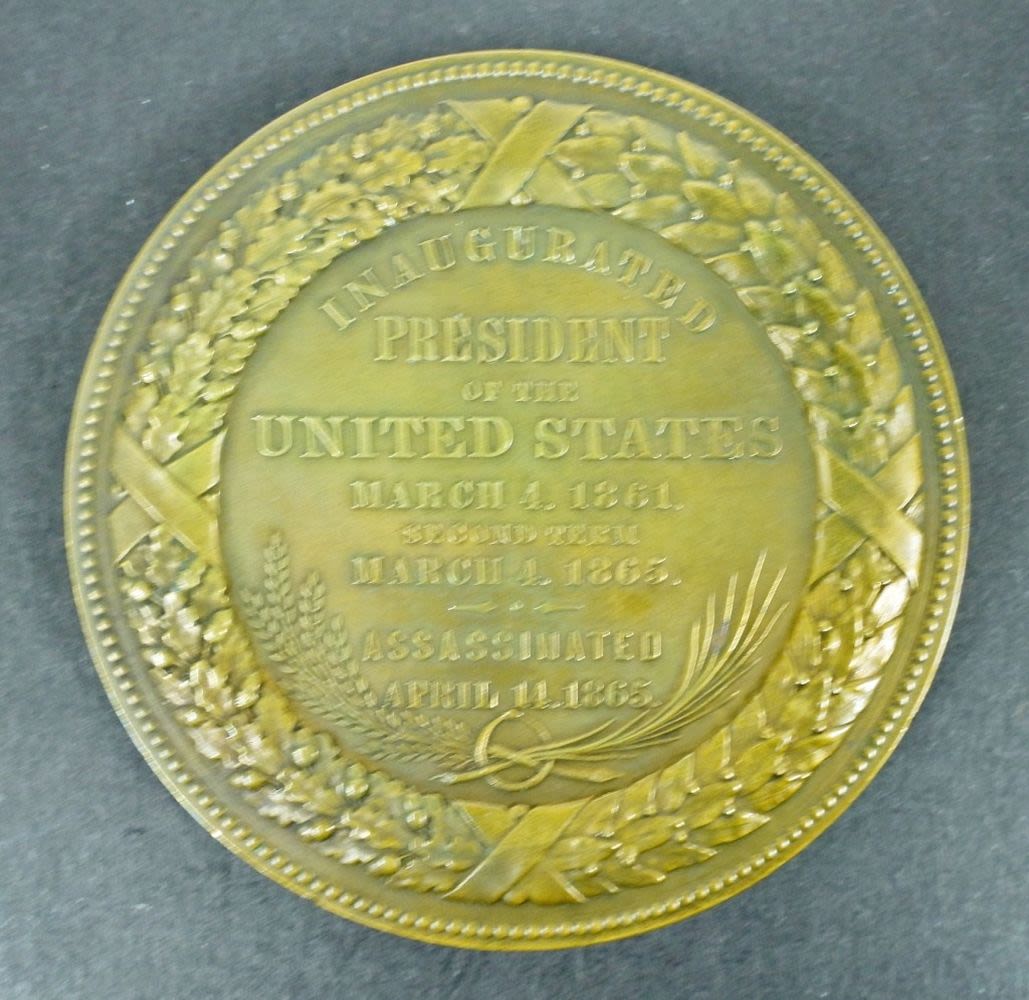 INAUGURATED
PRESIDENT
OF THE
UNITED STATES
MARCH 4. 1861.
SECOND TERM
MARCH 4. 1865.
ASSASSINATED
APRIL 14. 1865.